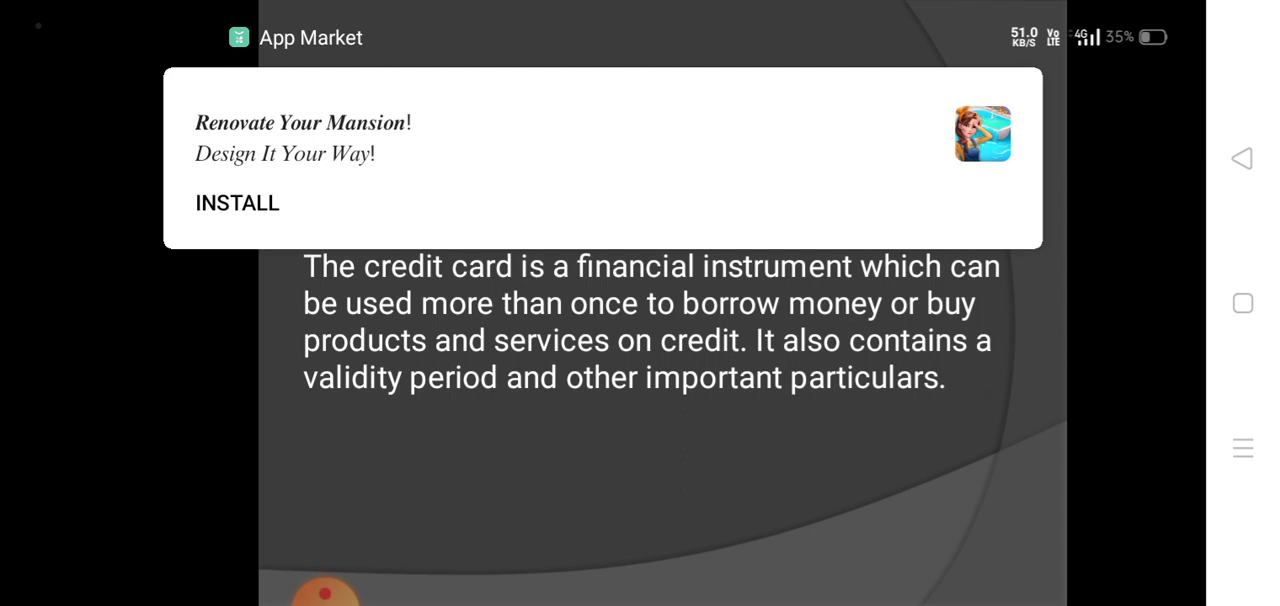 App Market
51.0 KB/S Vo LTE 4G 35%
Renovate Your Mansion!
Design It Your Way!
INSTALL
The credit card is a financial instrument which can
be used more than once to borrow money or buy
products and services on credit. It also contains a
validity period and other important particulars.